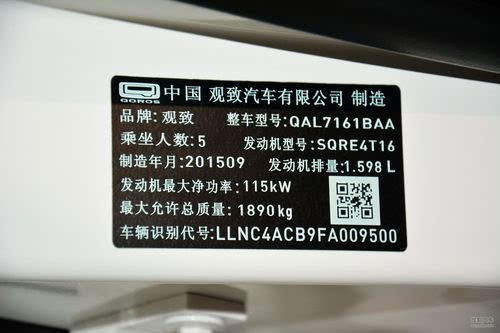 QOROS 中国 观致汽车有限公司 制造
品牌: 观致 整车型号:QAL7161BAA
乘坐人数:5 发动机型号:SQRE4T16
制造年月:201509 发动机排量:1.598 L
发动机最大净功率:115kW
最大允许总质量:1890kg
车辆识别代号:LLNC4ACB9FA009500